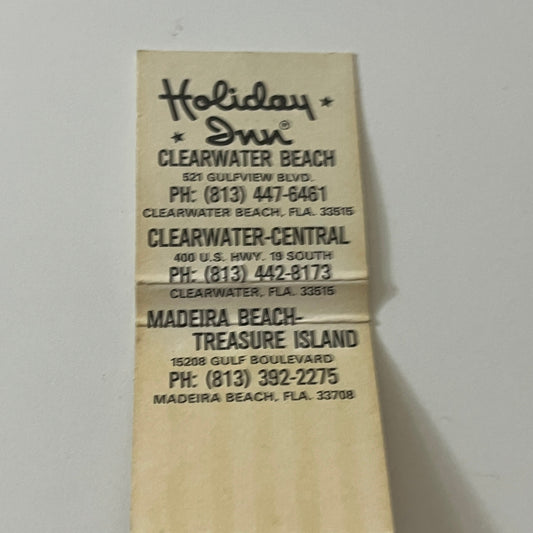 Holiday
Inn®
CLEARWATER BEACH
521 GULFVIEW BLVD.
PH: (813) 447-6461
CLEARWATER BEACH, FLA. 33515
CLEARWATER-CENTRAL
400 U.S. HWY. 19 SOUTH
PH: (813) 442-8173
CLEARWATER, FLA. 33515
MADEIRA BEACH-
TREASURE ISLAND
15208 GULF BOULEVARD
PH: (813) 392-2275
MADEIRA BEACH, FLA. 33708